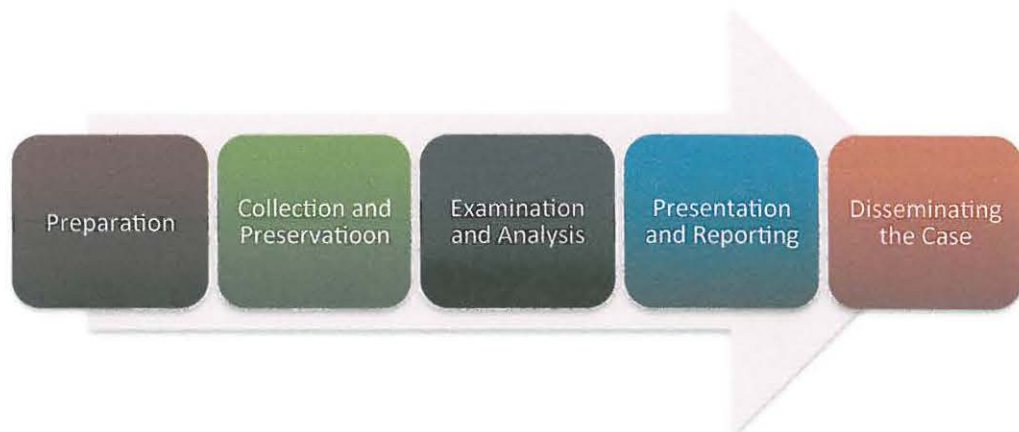 Preparation
Collection and
Preservatioon
Examination
and Analysis
Presentation
and Reporting
Disseminating
the Case